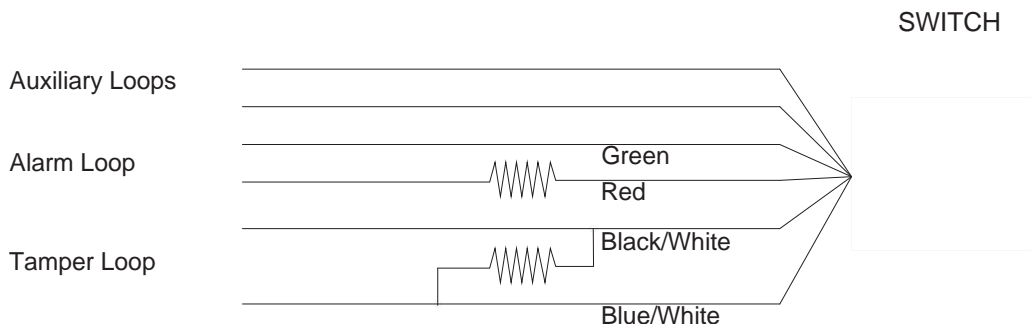 SWITCH
Auxiliary Loops
Alarm Loop
Green
Red
Tamper Loop
Black/White
Blue/White